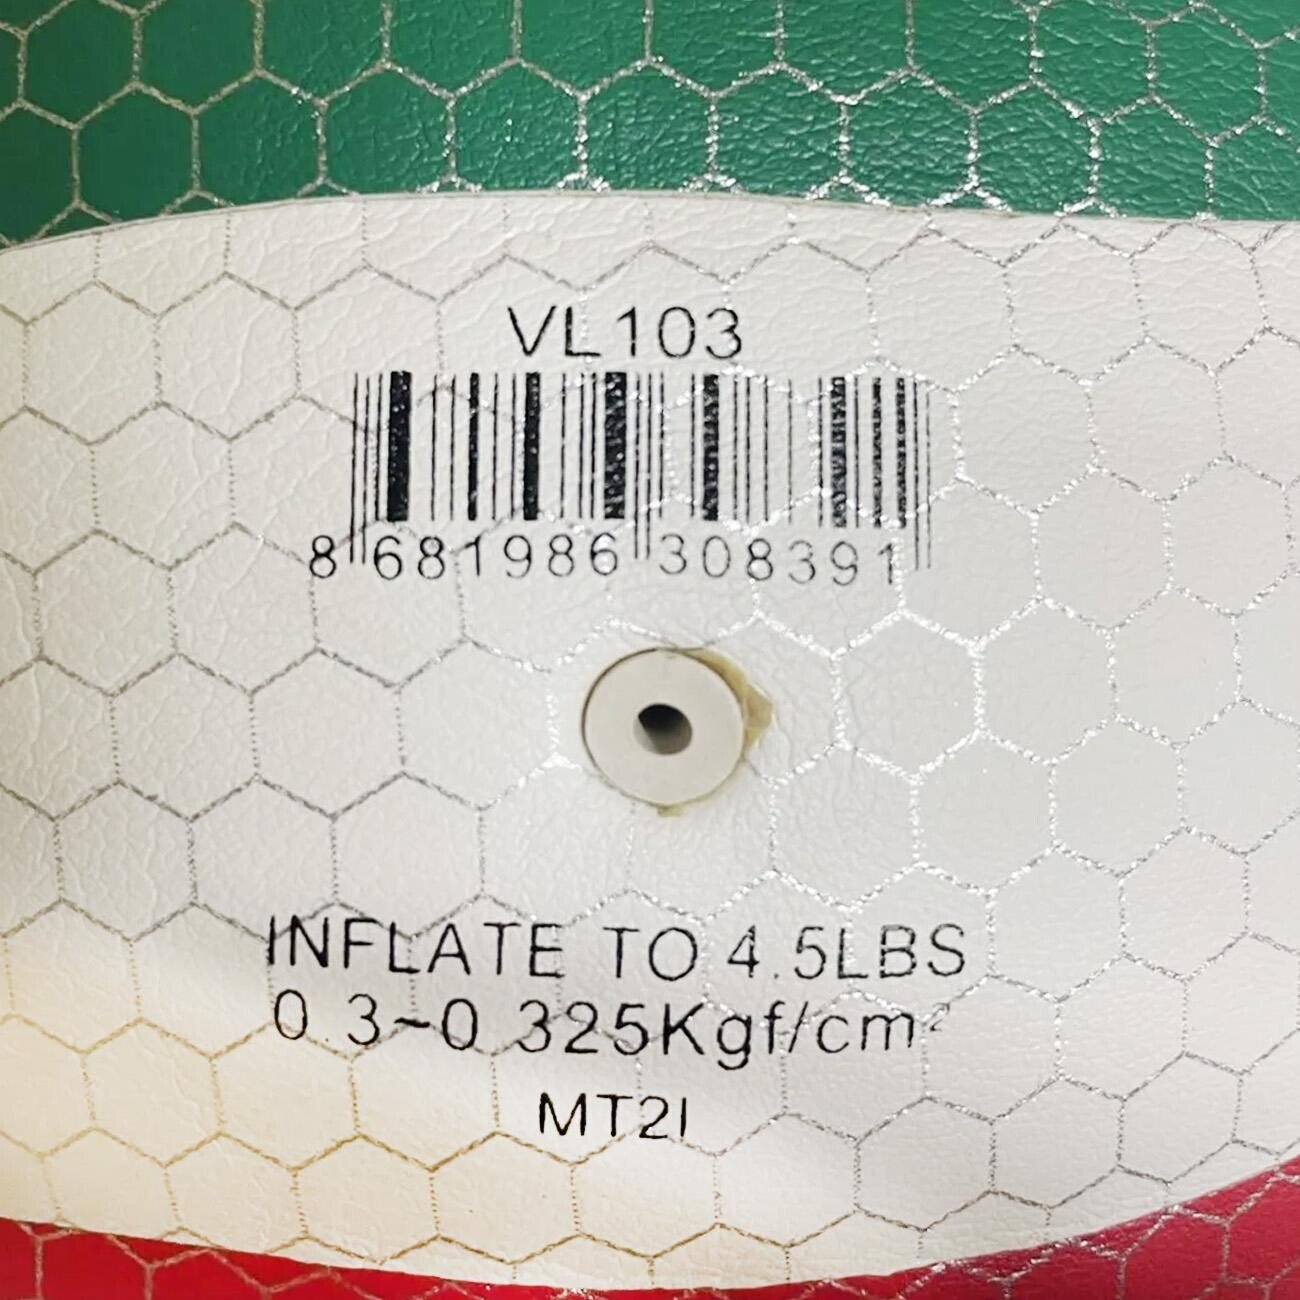 VL103
8 681986 308391
INFLATE TO 4.5LBS
0.3~0.325Kgf/cm²
MT2I